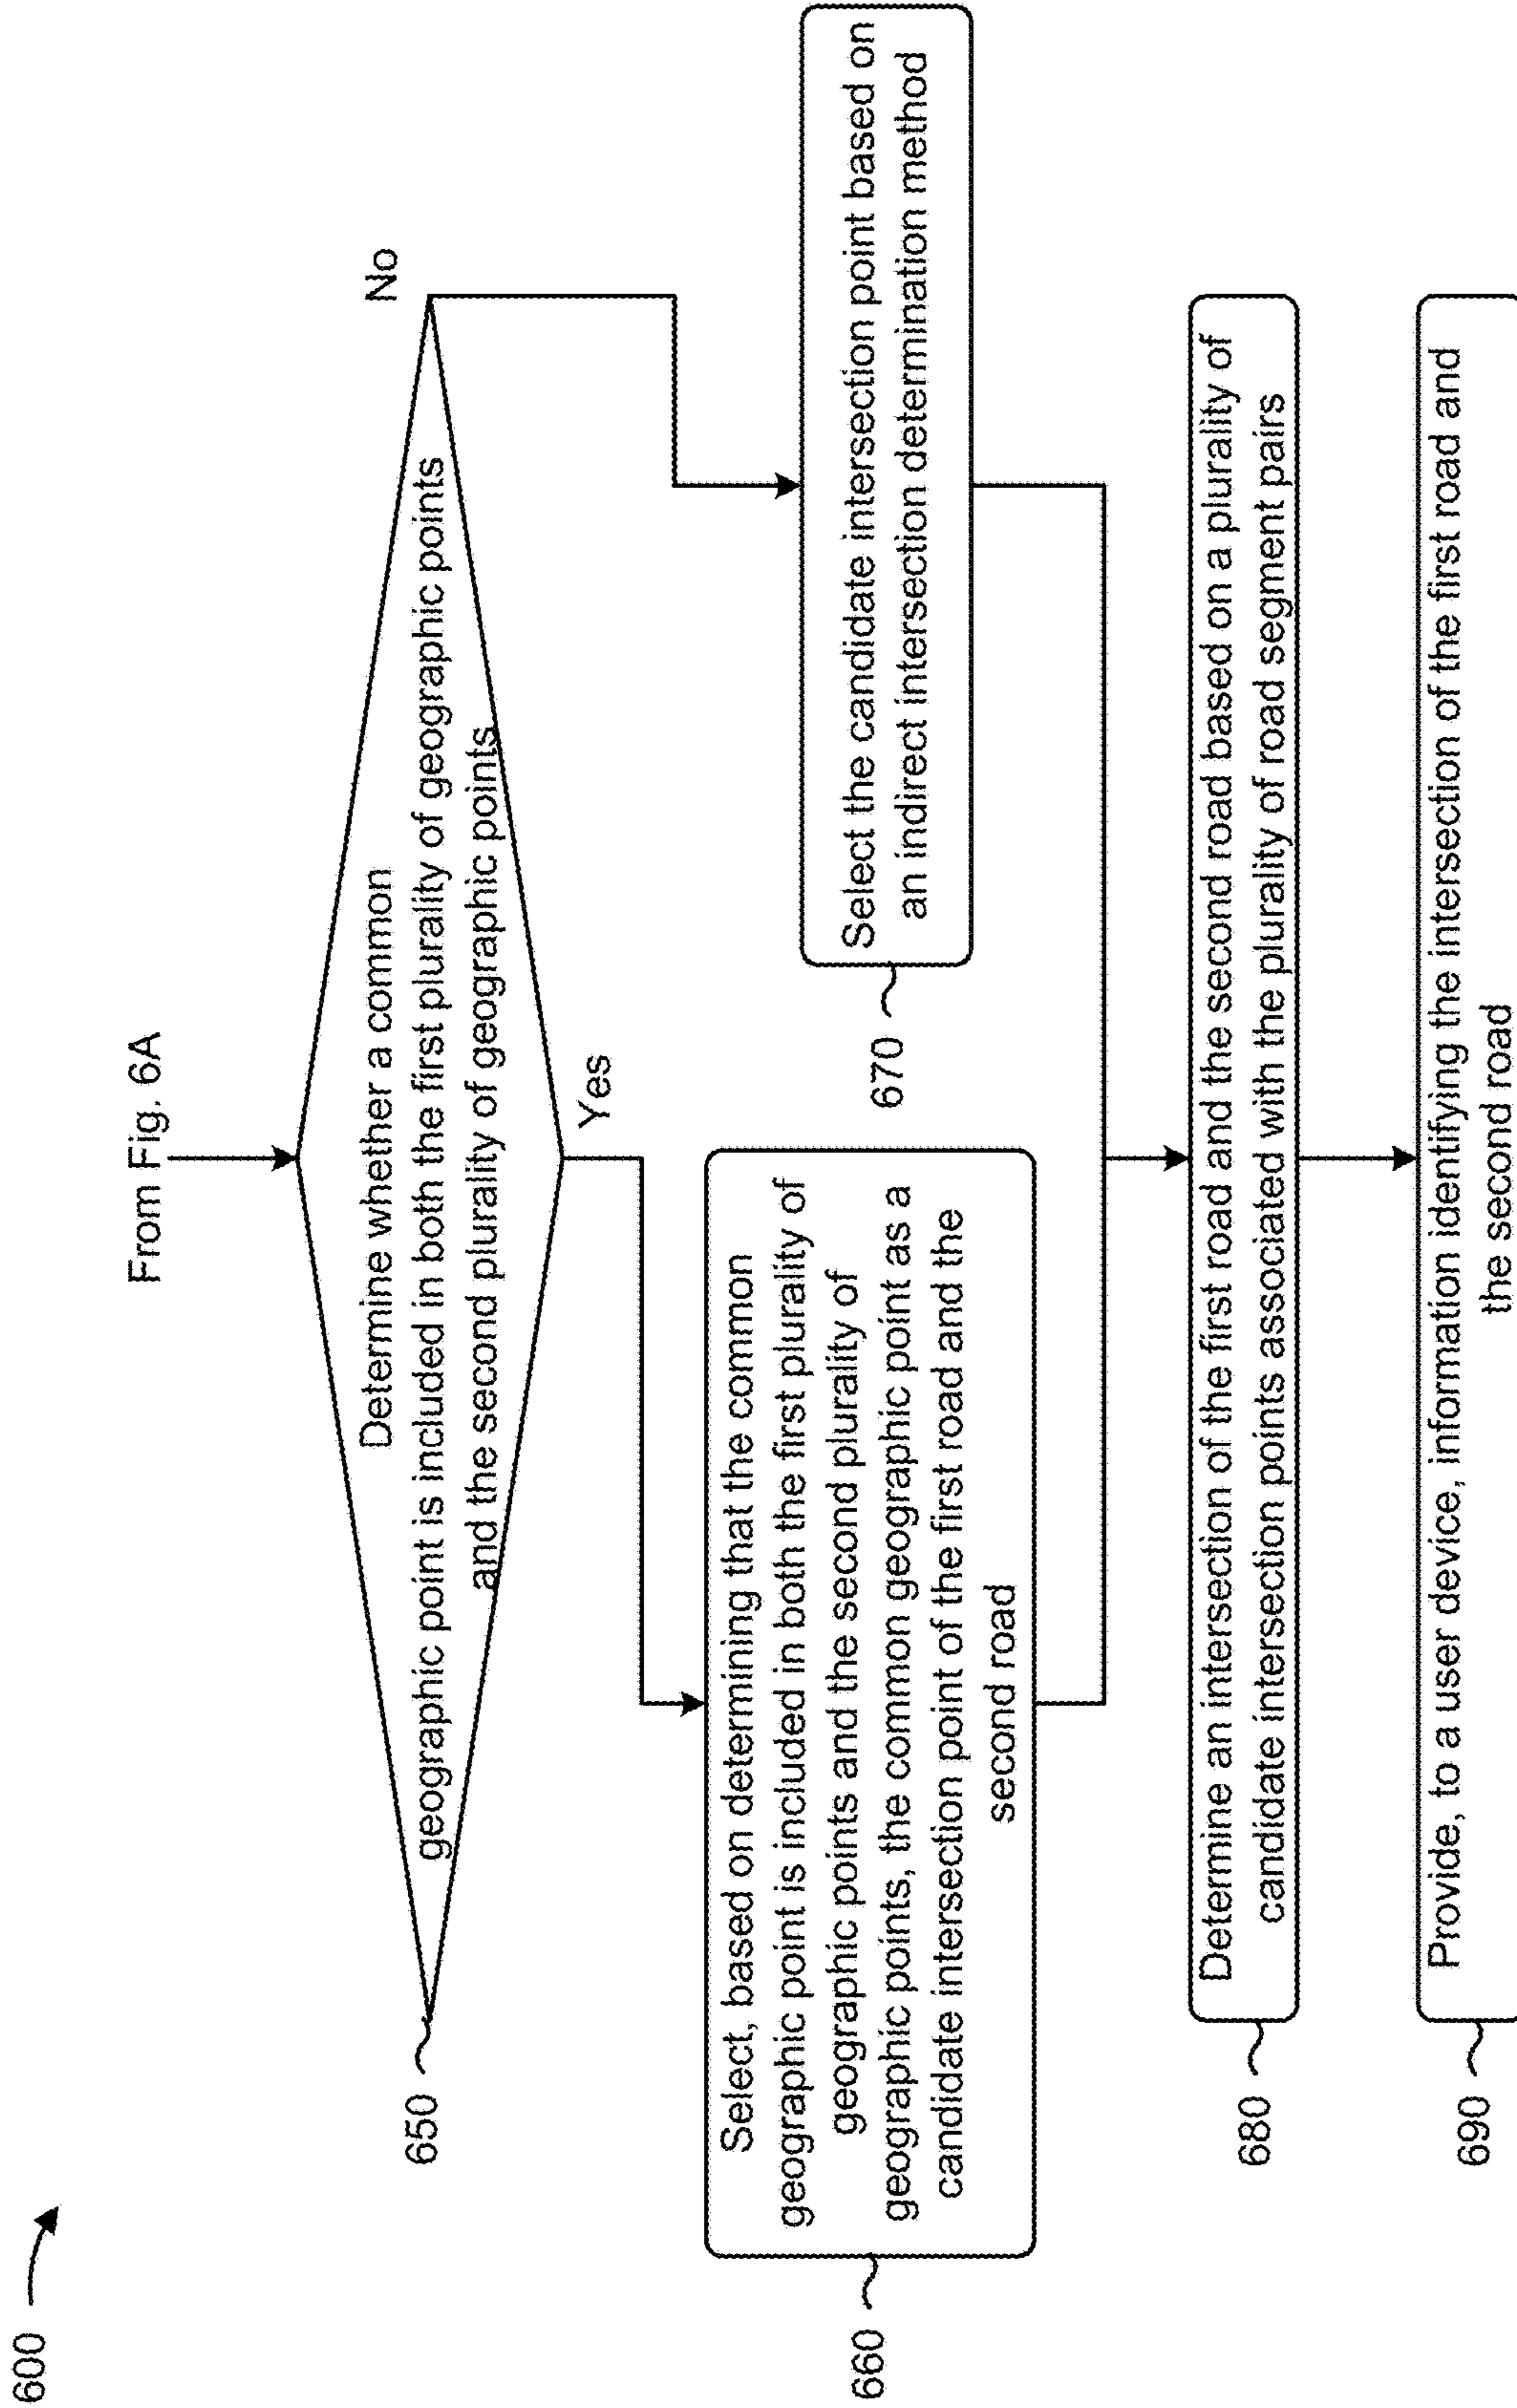 600
From Fig. 6A
650
Determine whether a common
geographic point is included in both the first plurality of geographic points
and the second plurality of geographic points
No
Yes
660
Select, based on determining that the common
geographic point is included in both the first plurality of
geographic points and the second plurality of
geographic points, the common geographic point as a
candidate intersection point of the first road and the
second road
670
Select the candidate intersection point based on
an indirect intersection determination method
680
Determine an intersection of the first road and the second road based on a plurality of
candidate intersection points associated with the plurality of road segment pairs
690
Provide, to a user device, information identifying the intersection of the first road and
the second road